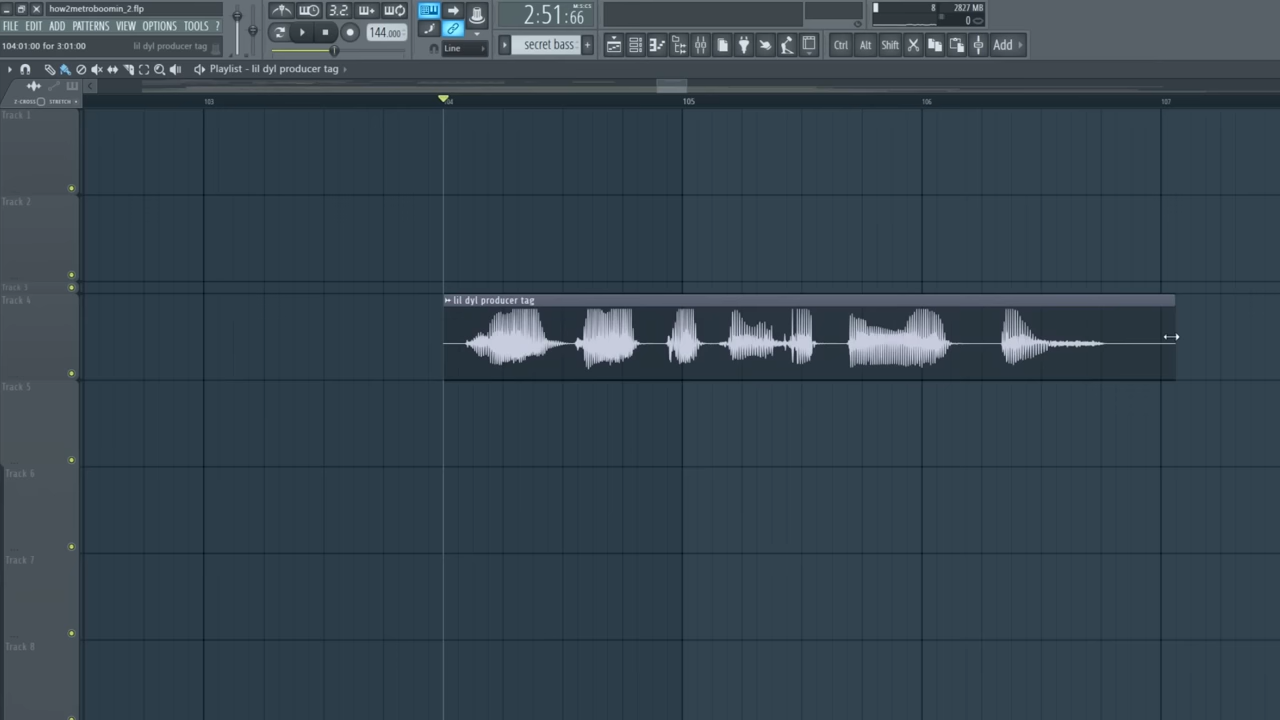 how2metroboomin_2.flp
FILE EDIT ADD PATTERNS VIEW OPTIONS TOOLS ?
104:01:00 for 3:01:00 lil dyl producer tag
3.2.
144.000
Line
2:51:66
M:S:CS
secret bass
8
2827 MB
0
Ctrl Alt Shift Add
Playlist - lil dyl producer tag
Z-CROSS STRETCH
103 104 105 106 107
Track 1
Track 2
Track 3
Track 4
lil dyl producer tag
Track 5
Track 6
Track 7
Track 8